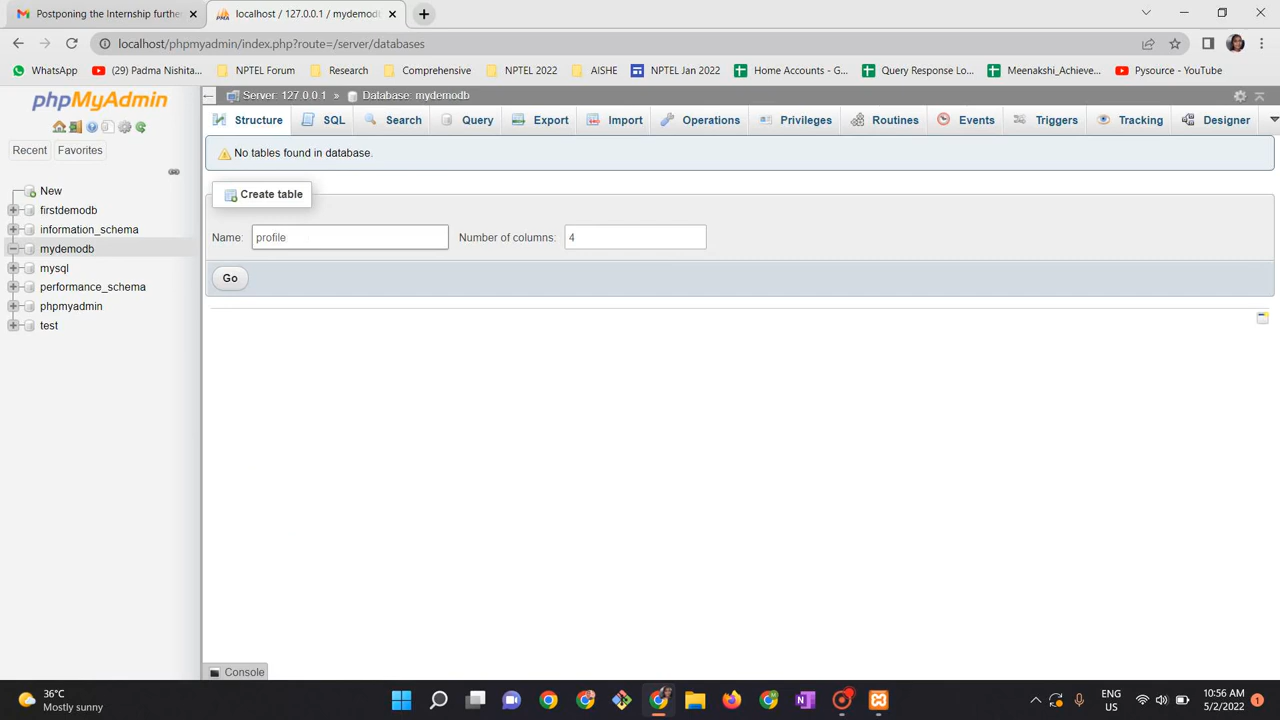 Postponing the Internship further
localhost / 127.0.0.1 / mydemodb
localhost/phpmyadmin/index.php?route=/server/databases
WhatsApp
(29) Padma Nishita...
NPTEL Forum
Research
Comprehensive
NPTEL 2022
AISHE
NPTEL Jan 2022
Home Accounts - G...
Query Response Lo...
Meenakshi_Achieve...
Pysource - YouTube
phpMyAdmin
Server: 127.0.0.1 » Database: mydemodb
Structure
SQL
Search
Query
Export
Import
Operations
Privileges
Routines
Events
Triggers
Tracking
Designer
Recent
Favorites
New
firstdemodb
information_schema
mydemodb
mysql
performance_schema
phpmyadmin
test
No tables found in database.
Create table
Name: profile
Number of columns: 4
Go
Console
36°C
Mostly sunny
ENG
US
10:56 AM
5/2/2022
1